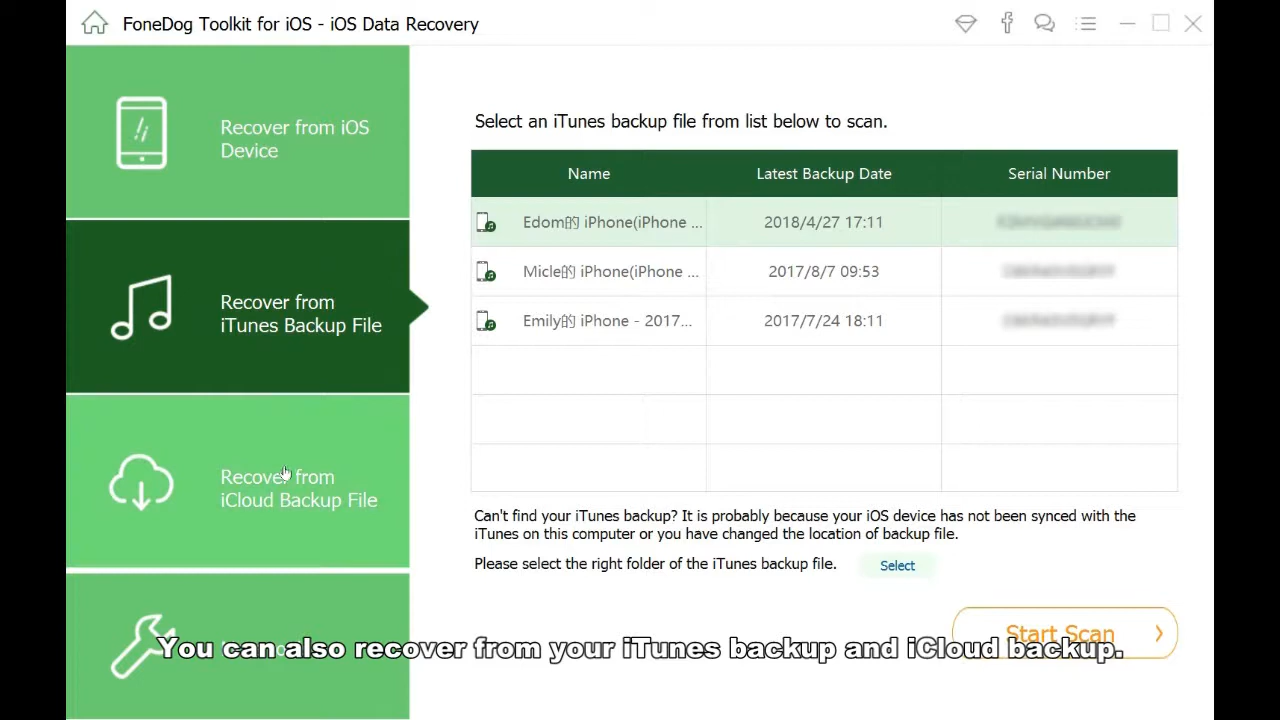 FoneDog Toolkit for iOS - iOS Data Recovery
Recover from iOS
Device
Recover from
iTunes Backup File
Recover from
iCloud Backup File
Select an iTunes backup file from list below to scan.
Name Latest Backup Date Serial Number
Edom的 iPhone(iPhone ... 2018/4/27 17:11
Micle的 iPhone(iPhone ... 2017/8/7 09:53
Emily的 iPhone - 2017... 2017/7/24 18:11
Can't find your iTunes backup? It is probably because your iOS device has not been synced with the
iTunes on this computer or you have changed the location of backup file.
Please select the right folder of the iTunes backup file. Select
Start Scan
You can also recover from your iTunes backup and iCloud backup.